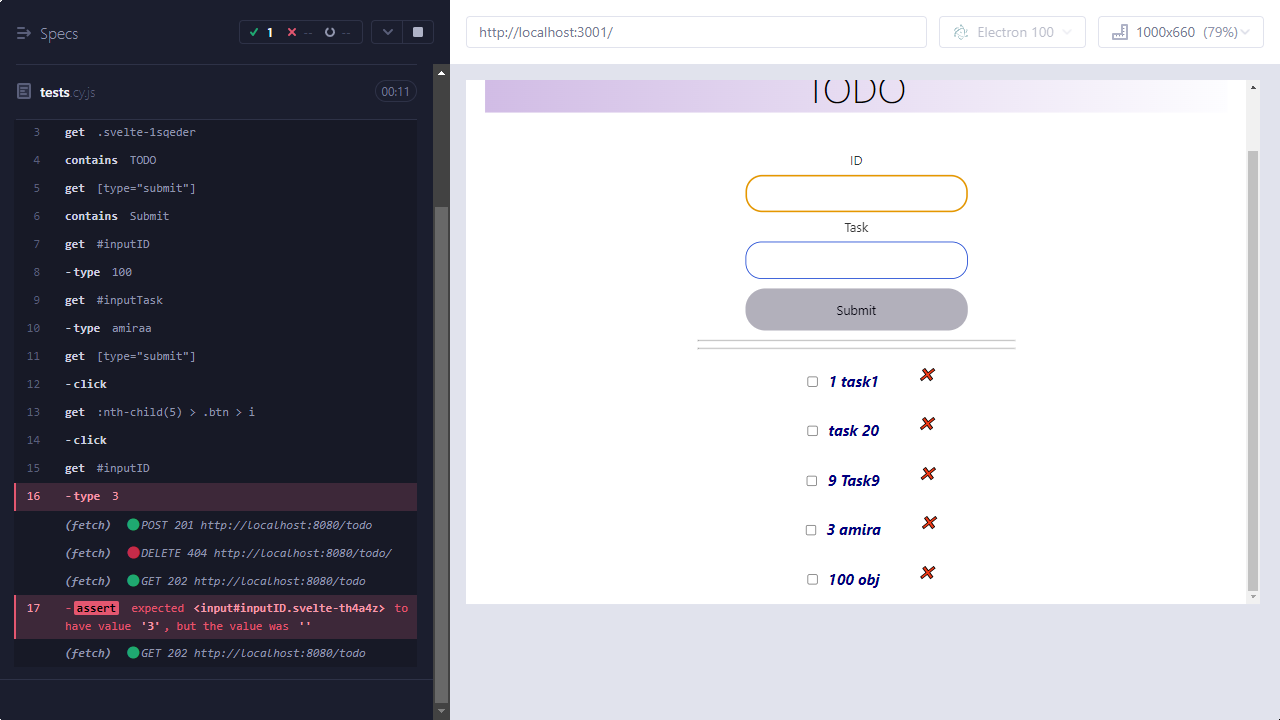 Specs
1
--
--
http://localhost:3001/
Electron 100
1000x660 (79%)
tests.cy.js
00:11
3 get .svelte-1sqeder
4 contains TODO
5 get [type="submit"]
6 contains Submit
7 get #inputID
8 -type 100
9 get #inputTask
10 -type amiraa
11 get [type="submit"]
12 -click
13 get :nth-child(5) > .btn > i
14 -click
15 get #inputID
16 -type 3
(fetch) POST 201 http://localhost:8080/todo
(fetch) DELETE 404 http://localhost:8080/todo/
(fetch) GET 202 http://localhost:8080/todo
17 -assert expected <input#inputID.svelte-th4a4z> to
have value '3', but the value was ''
(fetch) GET 202 http://localhost:8080/todo
TODO
ID
Task
Submit
1 task1
task 20
9 Task9
3 amira
100 obj